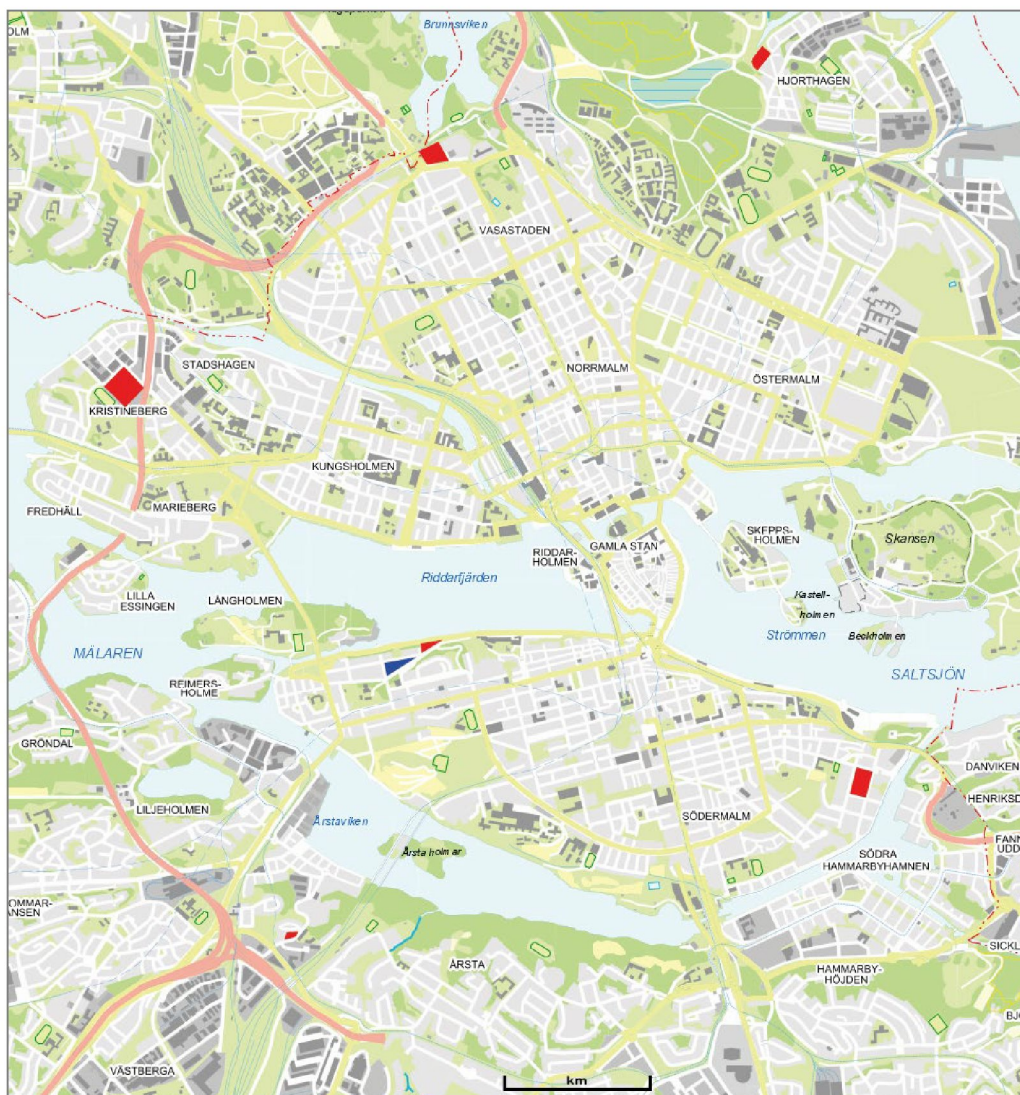 Brunnsviken
OLM
HJORTHAGEN
VASASTADEN
STADSHAGEN
NORRMALM
ÖSTERMALM
KRISTINEBERG
KUNGSHOLMEN
FREDHÄLL
MARIEBERG
SKEPPS-
HOLMEN
Skansen
GAMLA STAN
RIDDAR-
HOLMEN
Riddarfjärden
LILLA
ESSINGEN
LÅNGHOLMEN
Kastell-
holmen
Strömmen
Beckholmen
MÄLAREN
SALTSJÖN
REIMERS-
HOLME
GRÖNDAL
DANVIKEN
HENRIKSD
LILJEHOLMEN
Årstaviken
SÖDERMALM
FANN
UDD
Årsta holmar
SÖDRA
HAMMARBYHAMNEN
OMMAR-
ANSEN
SICKL
ÅRSTA
HAMMARBY-
HÖJDEN
BJ
VÄSTBERGA
km